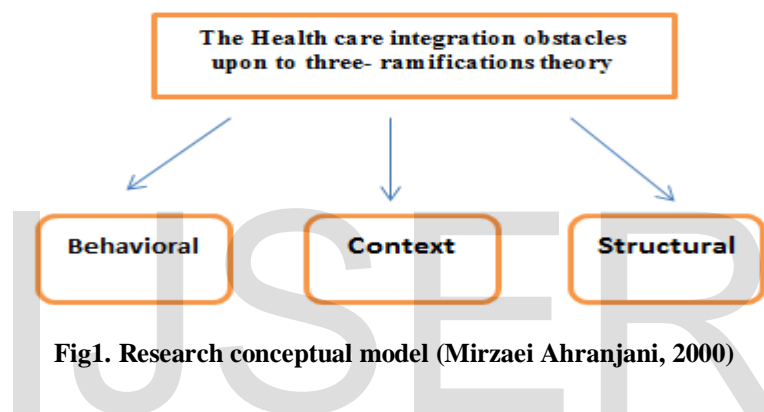 The Health care integration obstacles
upon to three- ramifications theory
Behavioral Context Structural
Fig1. Research conceptual model (Mirzaei Ahranjani, 2000)
IJSER